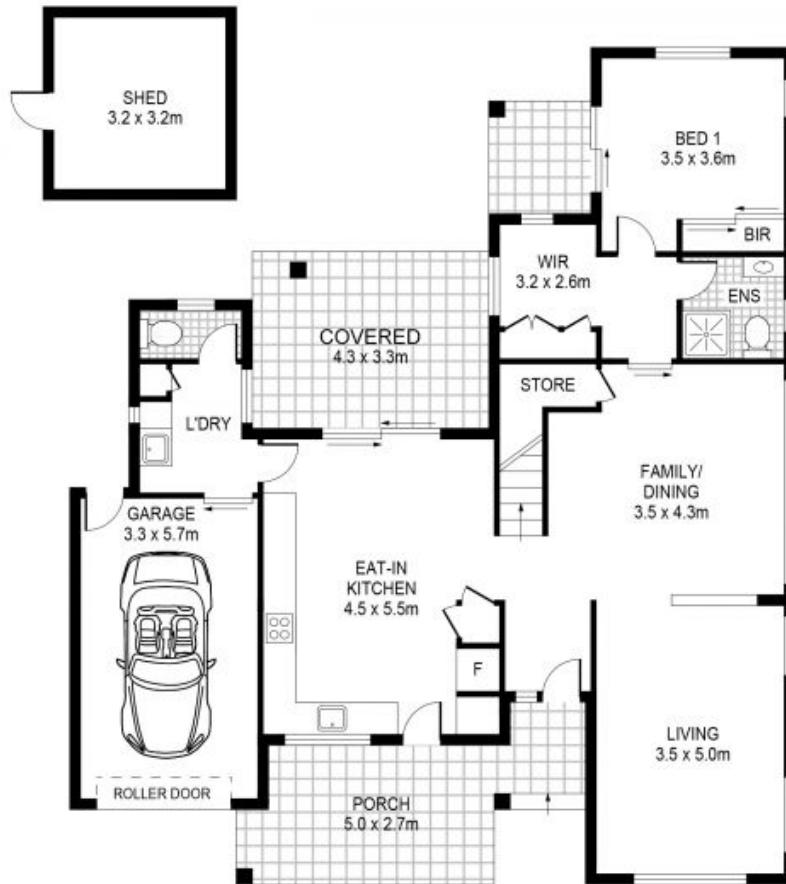 SHED
3.2 x 3.2m
BED 1
3.5 x 3.6m
BIR
WIR
3.2 x 2.6m
ENS
COVERED
4.3 x 3.3m
STORE
L'DRY
FAMILY/
DINING
3.5 x 4.3m
GARAGE
3.3 x 5.7m
EAT-IN
KITCHEN
4.5 x 5.5m
F
LIVING
3.5 x 5.0m
ROLLER DOOR
PORCH
5.0 x 2.7m